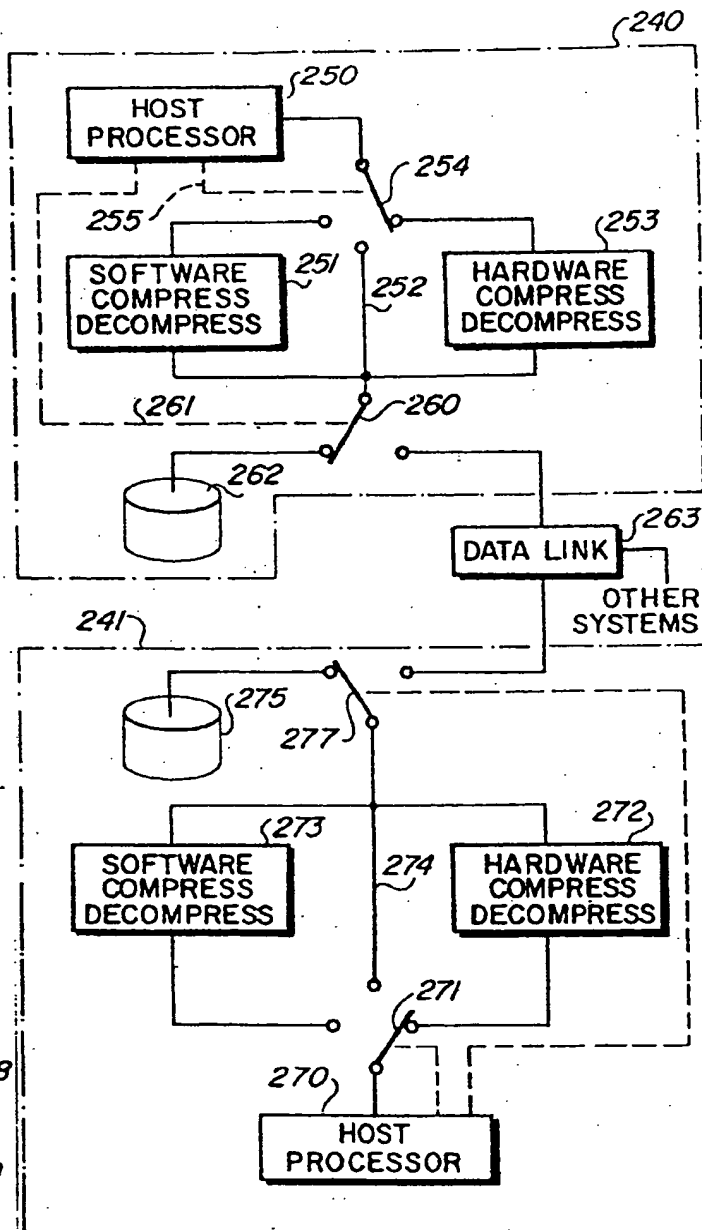 240
250
HOST
PROCESSOR
254
255
253
SOFTWARE
COMPRESS
DECOMPRESS
251
252
HARDWARE
COMPRESS
DECOMPRESS
261
260
262
263
DATA LINK
OTHER
SYSTEMS
241
275
277
273
272
SOFTWARE
COMPRESS
DECOMPRESS
274
HARDWARE
COMPRESS
DECOMPRESS
271
270
HOST
PROCESSOR